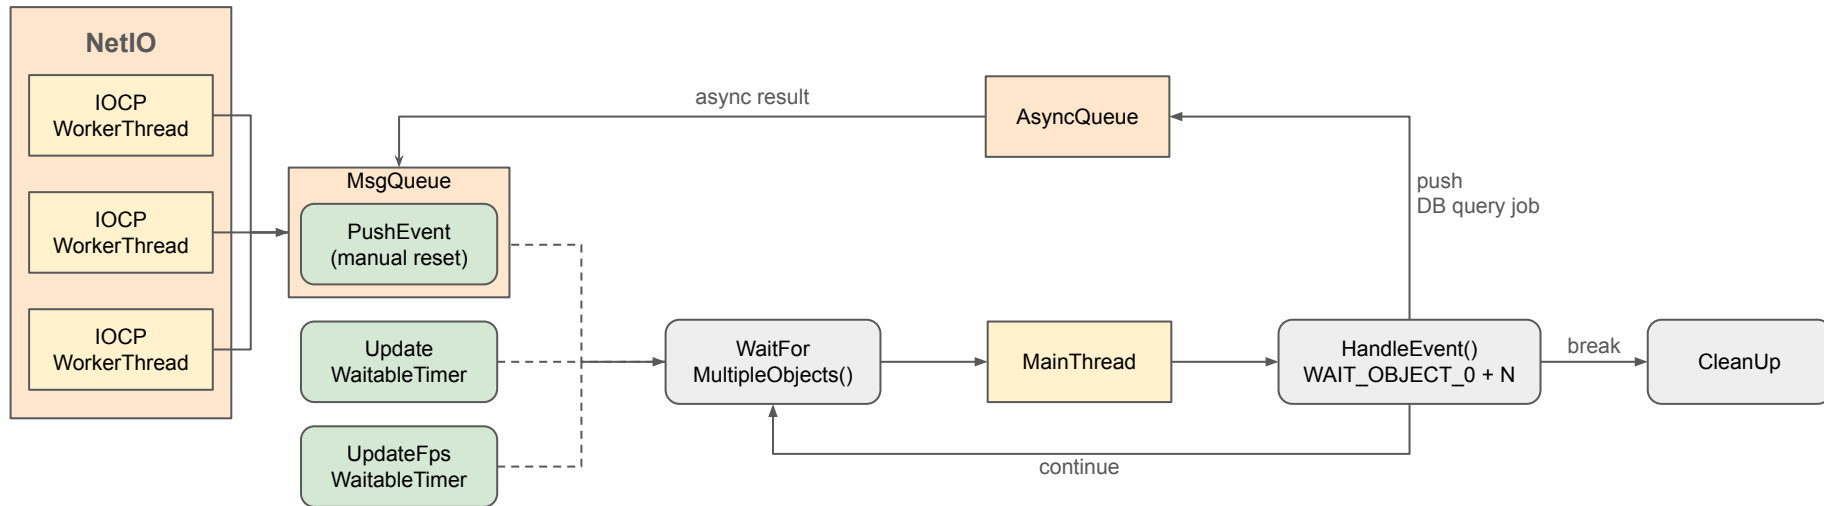 NetIO
IOCP
WorkerThread
IOCP
WorkerThread
IOCP
WorkerThread
MsgQueue
PushEvent
(manual reset)
Update
WaitableTimer
UpdateFps
WaitableTimer
async result
AsyncQueue
push
DB query job
WaitFor
MultipleObjects()
MainThread
HandleEvent()
WAIT_OBJECT_0 + N
break
CleanUp
continue